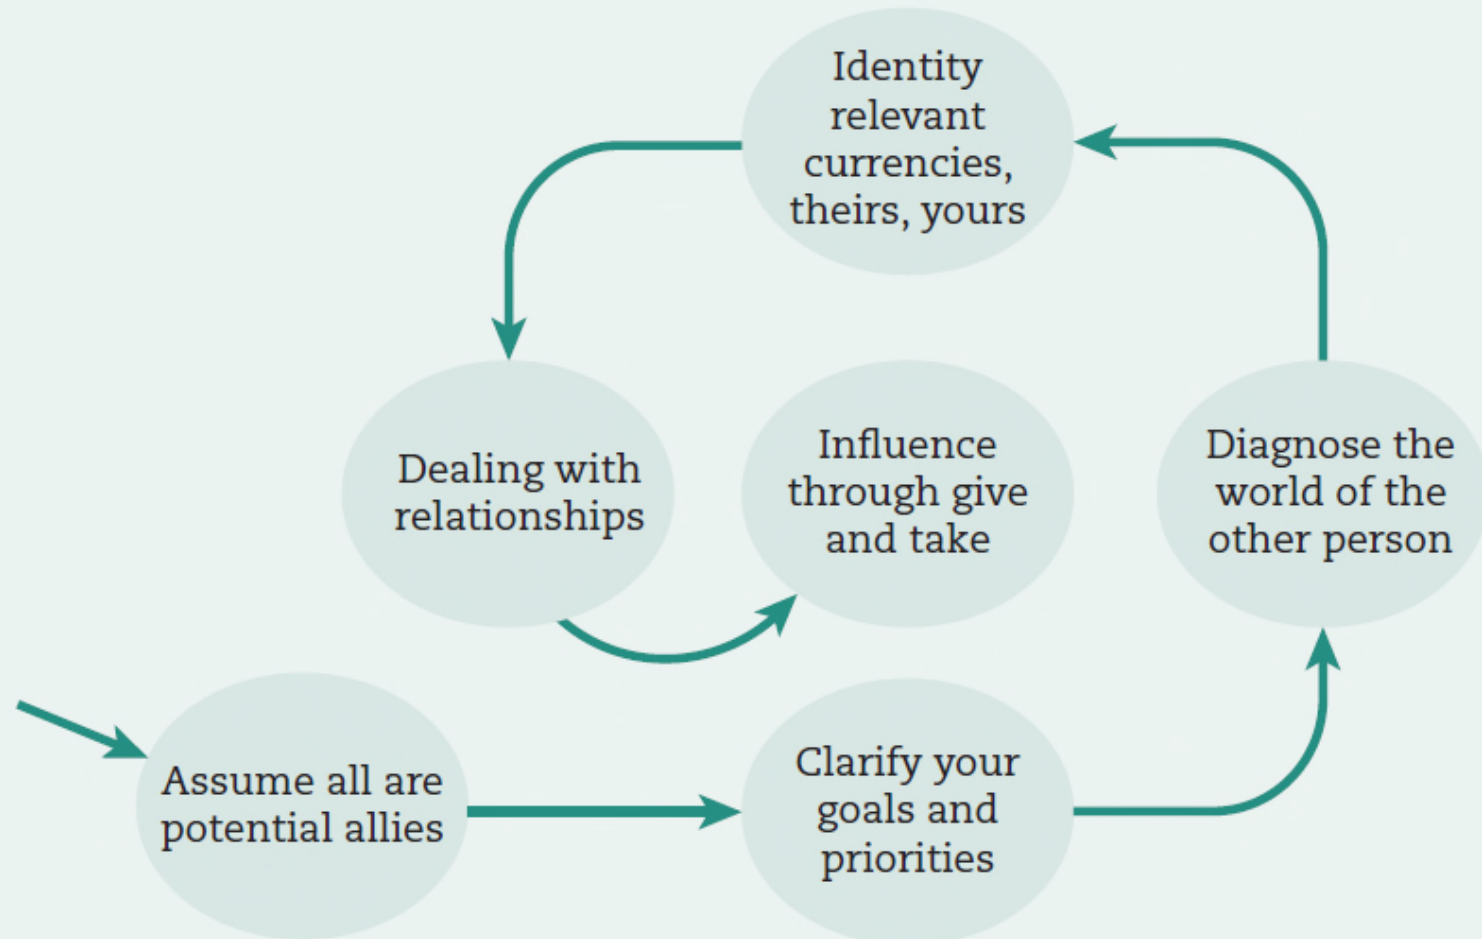 Identity
relevant
currencies,
theirs, yours
Dealing with
relationships
Influence
through give
and take
Diagnose the
world of the
other person
Assume all are
potential allies
Clarify your
goals and
priorities